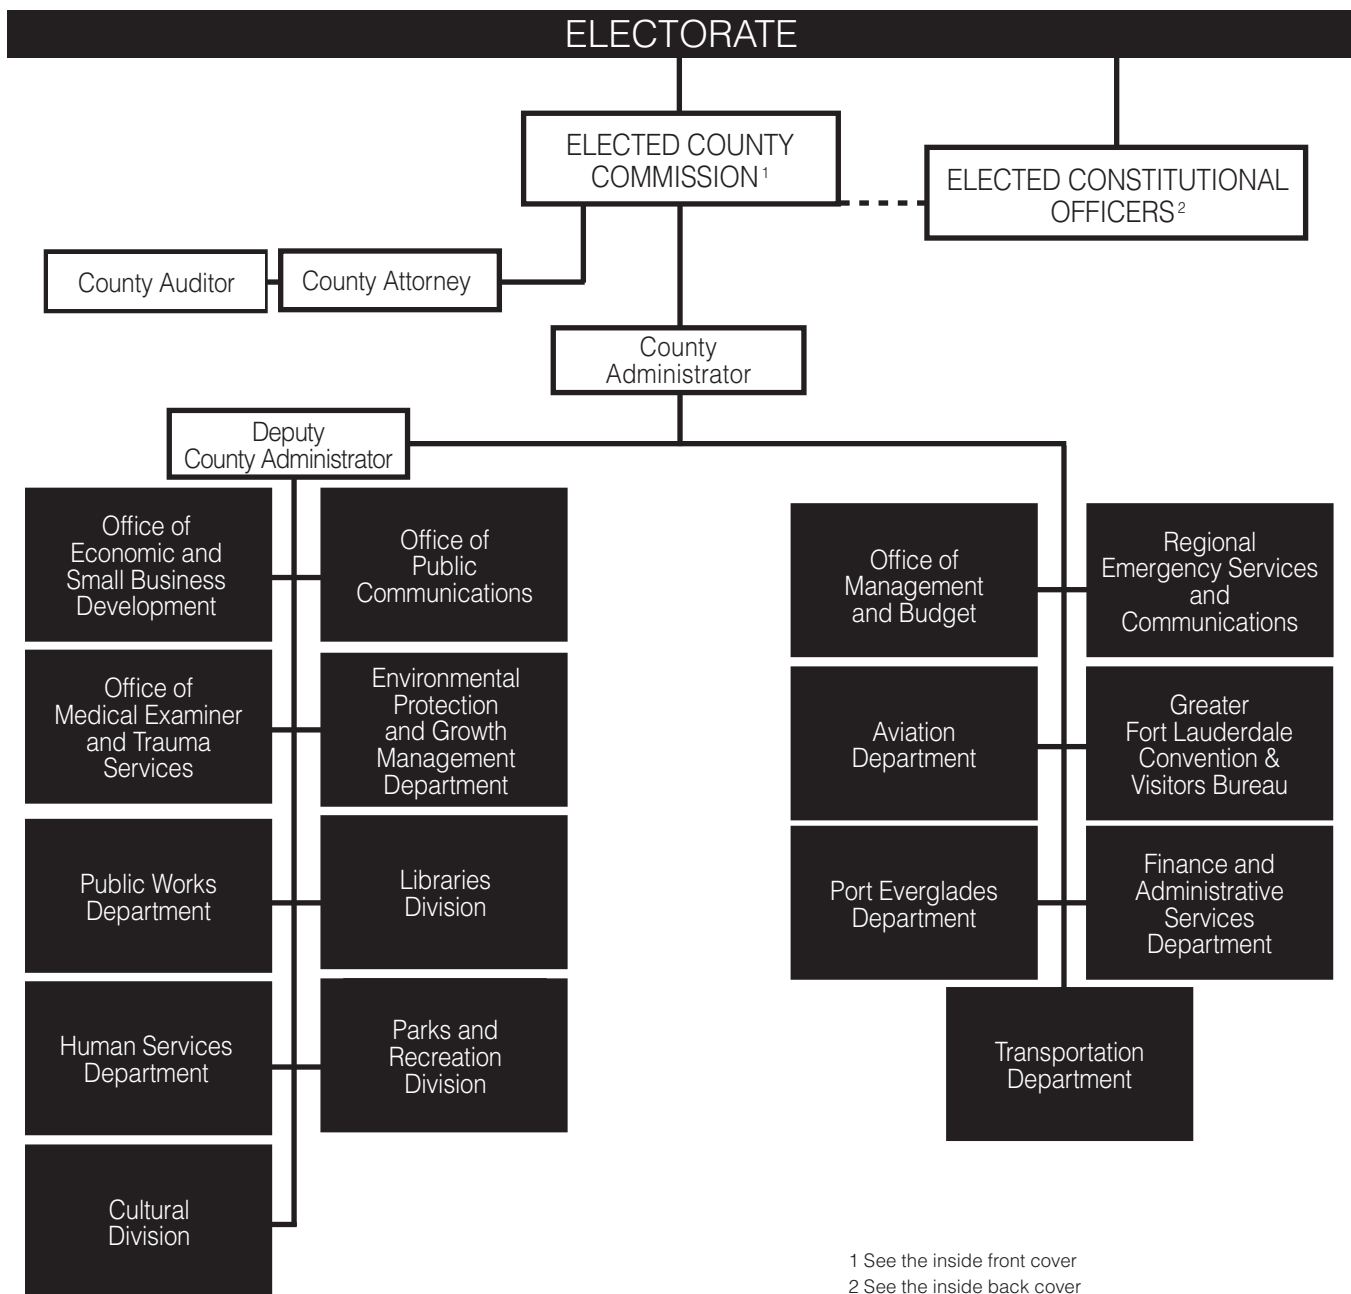 ELECTORATE
ELECTED COUNTY
COMMISSION 1
ELECTED CONSTITUTIONAL
OFFICERS 2
County Auditor
County Attorney
County
Administrator
Deputy
County Administrator
Office of
Economic and
Small Business
Development
Office of
Public
Communications
Office of
Management
and Budget
Regional
Emergency Services
and
Communications
Office of
Medical Examiner
and Trauma
Services
Environmental
Protection
and Growth
Management
Department
Aviation
Department
Greater
Fort Lauderdale
Convention &
Visitors Bureau
Public Works
Department
Libraries
Division
Port Everglades
Department
Finance and
Administrative
Services
Department
Human Services
Department
Parks and
Recreation
Division
Transportation
Department
Cultural
Division
1 See the inside front cover
2 See the inside back cover